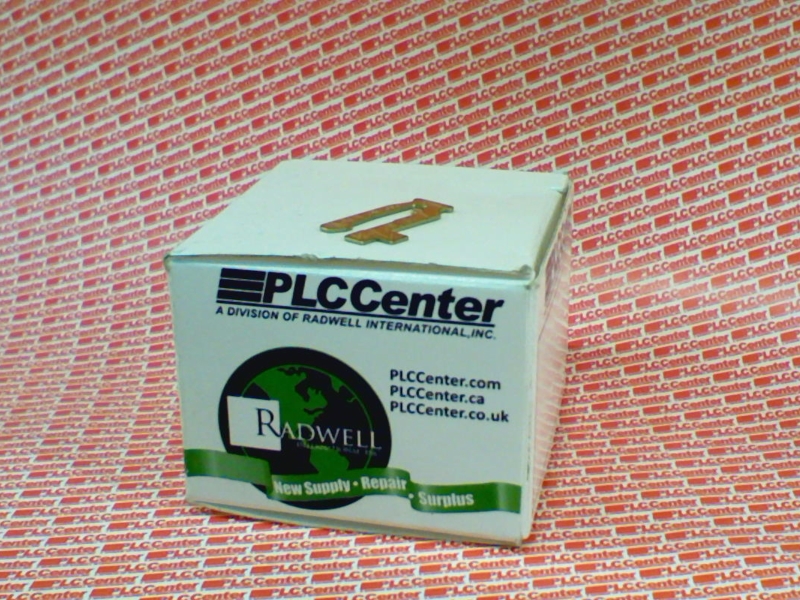 PLCCenter
A DIVISION OF RADWELL INTERNATIONAL, INC.
PLCCenter.com
PLCCenter.ca
PLCCenter.co.uk
RADWELL
New Supply • Repair • Surplus